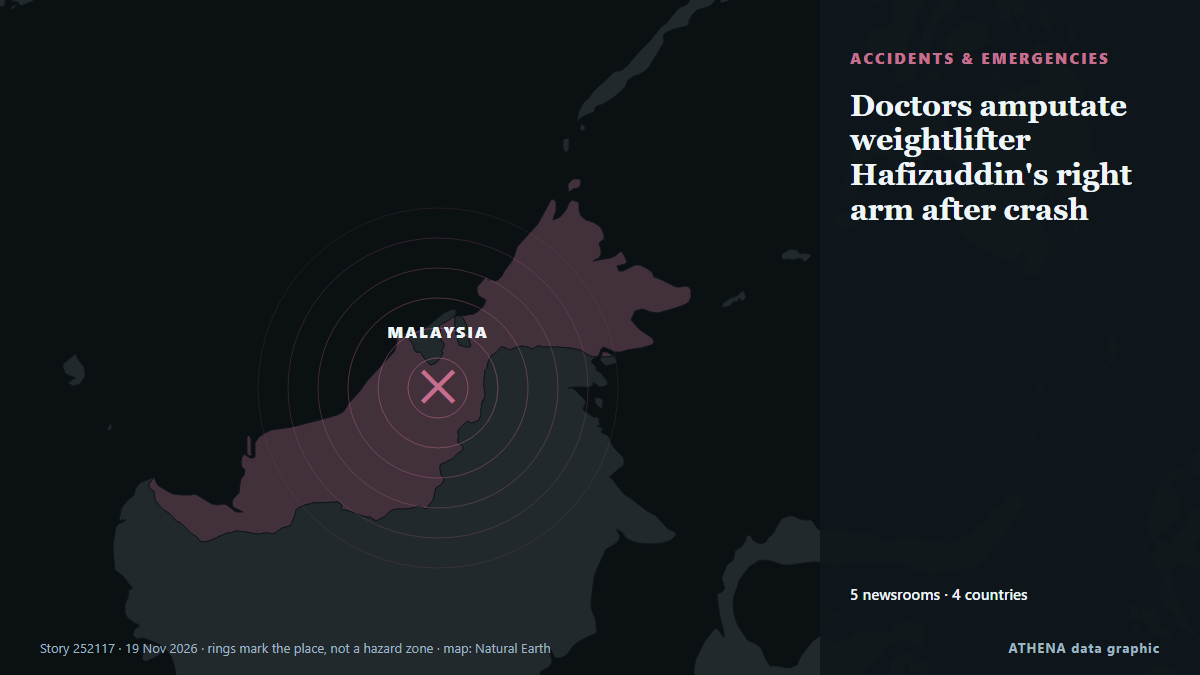 ACCIDENTS & EMERGENCIES
Doctors amputate
weightlifter
Hafizuddin's right
arm after crash
MALAYSIA
5 newsrooms · 4 countries
Story 252117 · 19 Nov 2026 · rings mark the place, not a hazard zone · map: Natural Earth
ATHENA data graphic